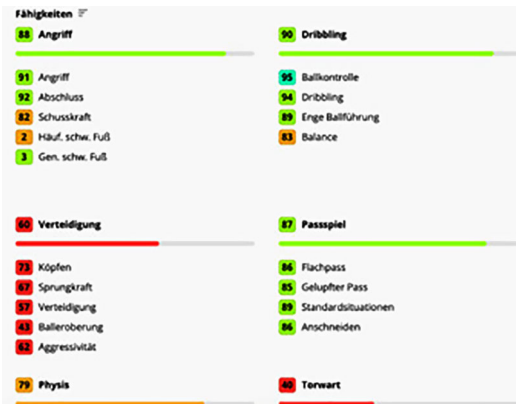 Fähigkeiten
88 Angriff
91 Angriff
92 Abschluss
82 Schusskraft
2 Häuf. schw. Fuß
3 Gen. schw. Fuß
90 Dribbling
95 Ballkontrolle
94 Dribbling
89 Enge Ballführung
83 Balance
60 Verteidigung
73 Köpfen
67 Sprungkraft
57 Verteidigung
43 Balleroberung
62 Aggressivität
87 Passspiel
86 Flachpass
85 Gelupfter Pass
89 Standardsituationen
86 Anschneiden
79 Physis
40 Torwart